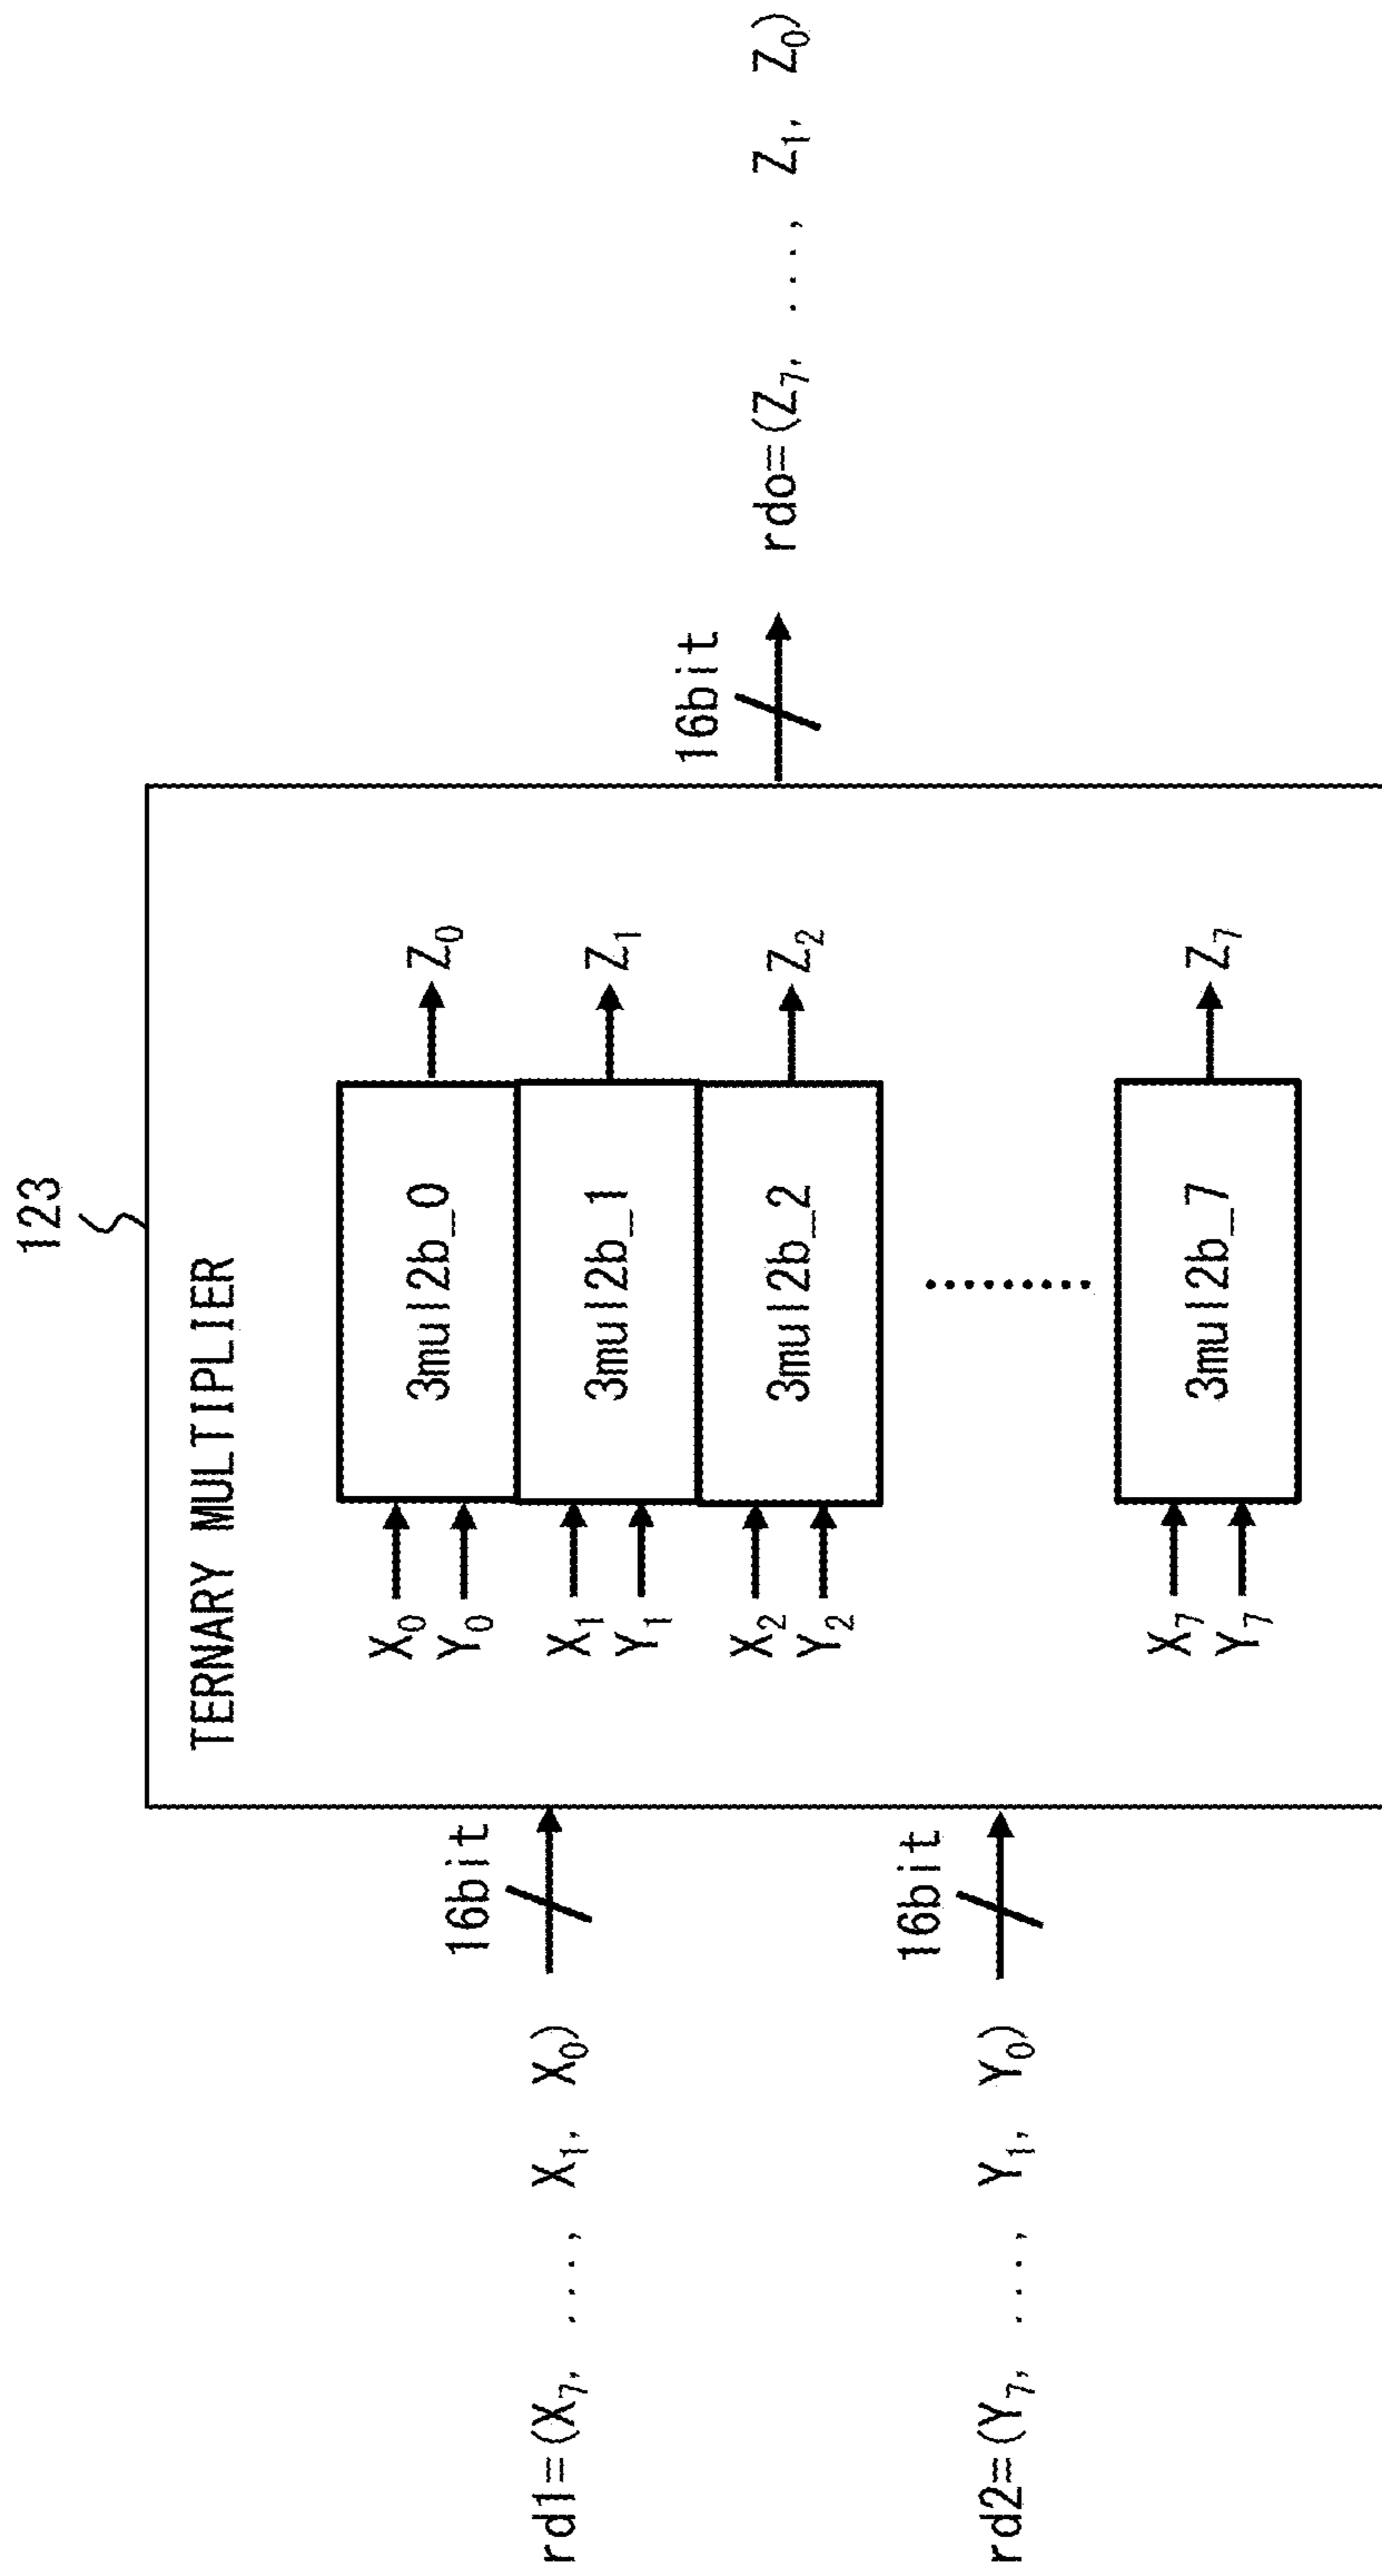 123
TERNARY MULTIPLIER
rd1=(X₇, ..., X₁, X₀)
16bit
rd2=(Y₇, ..., Y₁, Y₀)
16bit
X₀
Y₀
3mul2b_0
Z₀
X₁
Y₁
3mul2b_1
Z₁
X₂
Y₂
3mul2b_2
Z₂
.........
X₇
Y₇
3mul2b_7
Z₇
16bit
rdo=(Z₇, ..., Z₁, Z₀)